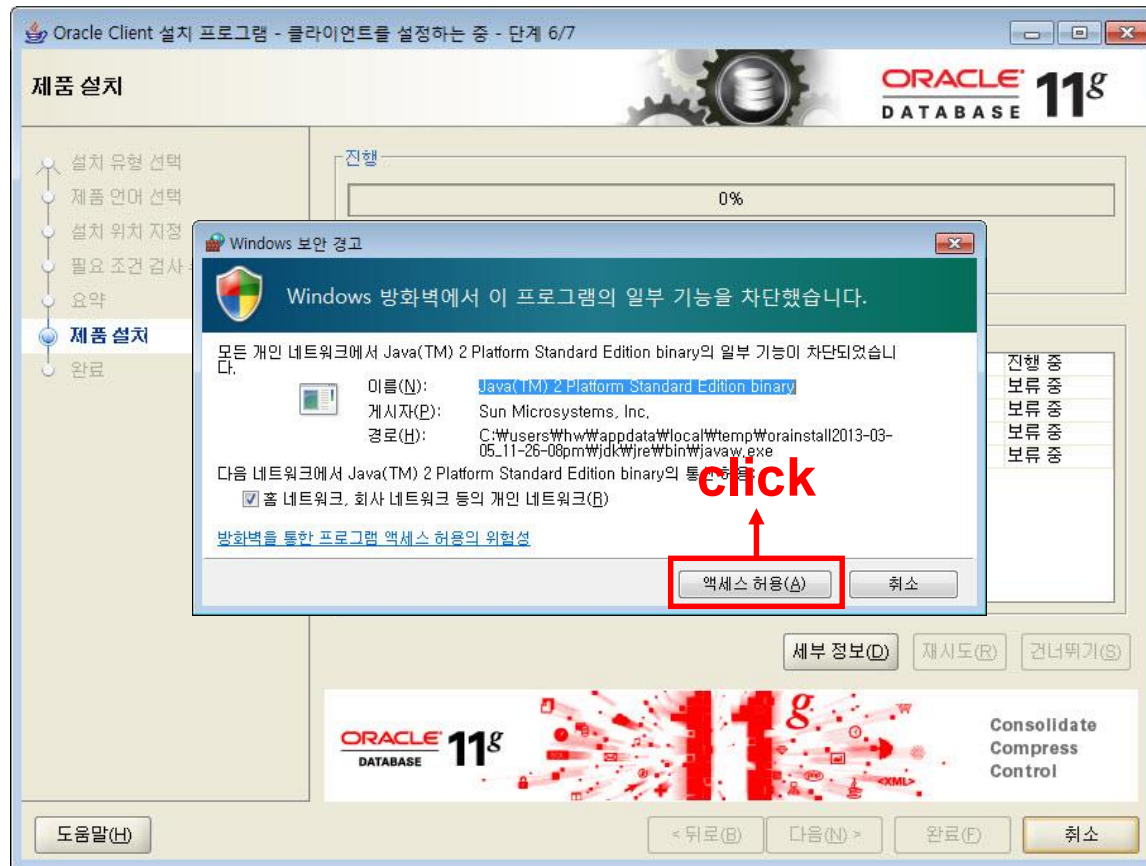 Oracle Client 설치 프로그램 - 클라이언트를 설정하는 중 - 단계 6/7
제품 설치
ORACLE 11g
DATABASE
설치 유형 선택
제품 언어 선택
설치 위치 지정
필요 조건 검사
요약
제품 설치
완료
진행
0%
진행 중
보류 중
보류 중
보류 중
보류 중
Windows 보안 경고
Windows 방화벽에서 이 프로그램의 일부 기능을 차단했습니다.
모든 개인 네트워크에서 Java(TM) 2 Platform Standard Edition binary의 일부 기능이 차단되었습니
다.
이름(N): Java(TM) 2 Platform Standard Edition binary
게시자(P): Sun Microsystems, Inc.
경로(H): C:₩users₩hw₩appdata₩local₩temp₩orainstall2013-03-
05_11-26-08pm₩jdk₩jre₩bin₩javaw.exe
다음 네트워크에서 Java(TM) 2 Platform Standard Edition binary의 통신 허용:
click
홈 네트워크, 회사 네트워크 등의 개인 네트워크(R)
방화벽을 통한 프로그램 액세스 허용의 위험성
액세스 허용(A) 취소
세부 정보(D) 재시도(R) 건너뛰기(S)
ORACLE 11g
DATABASE
11g
<XML>
Consolidate
Compress
Control
도움말(H) < 뒤로(B) 다음(N) > 완료(F) 취소